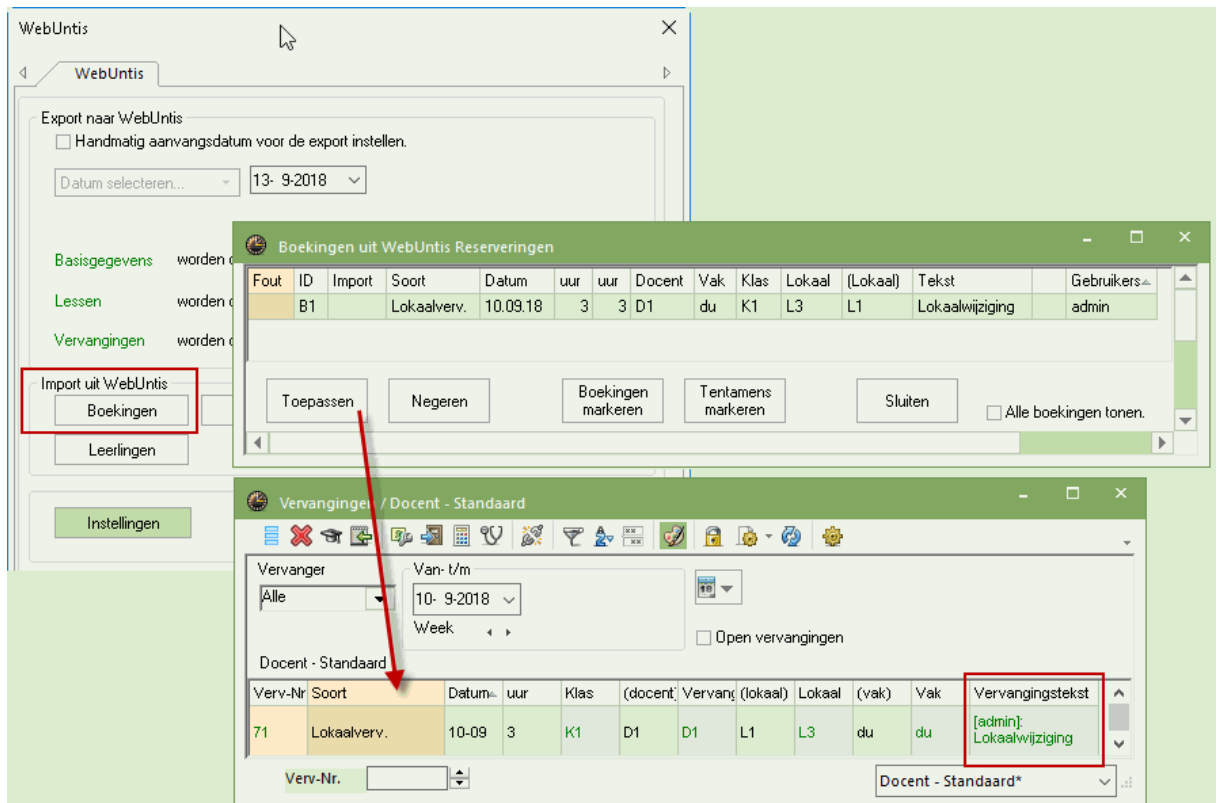 WebUntis
WebUntis
Export naar WebUntis
Handmatig aanvangsdatum voor de export instellen.
Datum selecteren...
13- 9-2018
Basisgegevens worden
Lessen worden
Vervangingen worden
Import uit WebUntis
Boekingen
Leerlingen
Instellingen
Boekingen uit WebUntis Reserveringen
Fout ID Import Soort Datum uur uur Docent Vak Klas Lokaal (Lokaal) Tekst Gebruikers
B1 Lokaalverv. 10.09.18 3 3 D1 du K1 L3 L1 Lokaalwijziging admin
Toepassen Negeren Boekingen markeren Tentamens markeren Sluiten Alle boekingen tonen.
Vervangingen / Docent - Standaard
Vervanger
Alle
Van- t/m
10- 9-2018
Week
Open vervangingen
Docent - Standaard
Verv-Nr Soort Datum uur Klas (docent) Vervang (lokaal) Lokaal (vak) Vak Vervangingstekst
71 Lokaalverv. 10-09 3 K1 D1 D1 L1 L3 du du [admin]:
Lokaalwijziging
Verv-Nr.
Docent - Standaard*